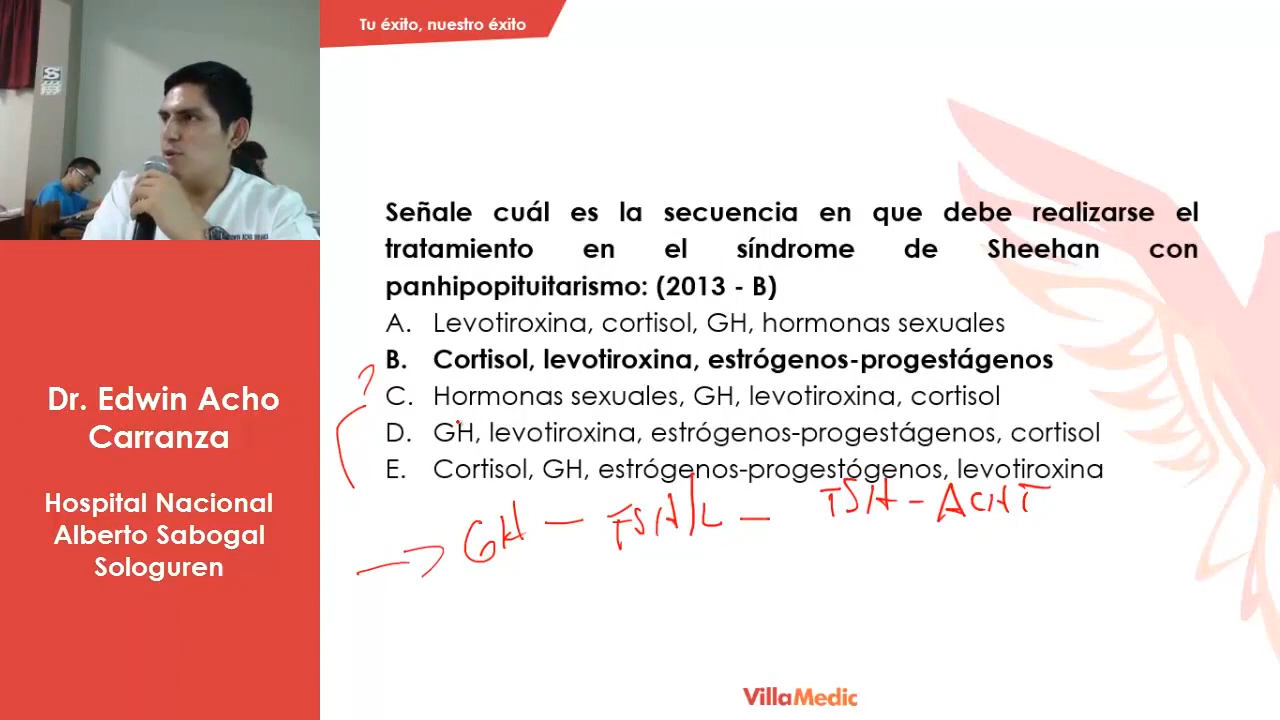 Tu éxito, nuestro éxito
Señale cuál es la secuencia en que debe realizarse el
tratamiento en el síndrome de Sheehan con
panhipopituitarismo: (2013 - B)
A. Levotiroxina, cortisol, GH, hormonas sexuales
B. Cortisol, levotiroxina, estrógenos-progestágenos
C. Hormonas sexuales, GH, levotiroxina, cortisol
D. GH, levotiroxina, estrógenos-progestágenos, cortisol
E. Cortisol, GH, estrógenos-progestógenos, levotiroxina
GH - FSH/L - TSH - ACHT
Dr. Edwin Acho
Carranza
Hospital Nacional
Alberto Sabogal
Sologuren
VillaMedic